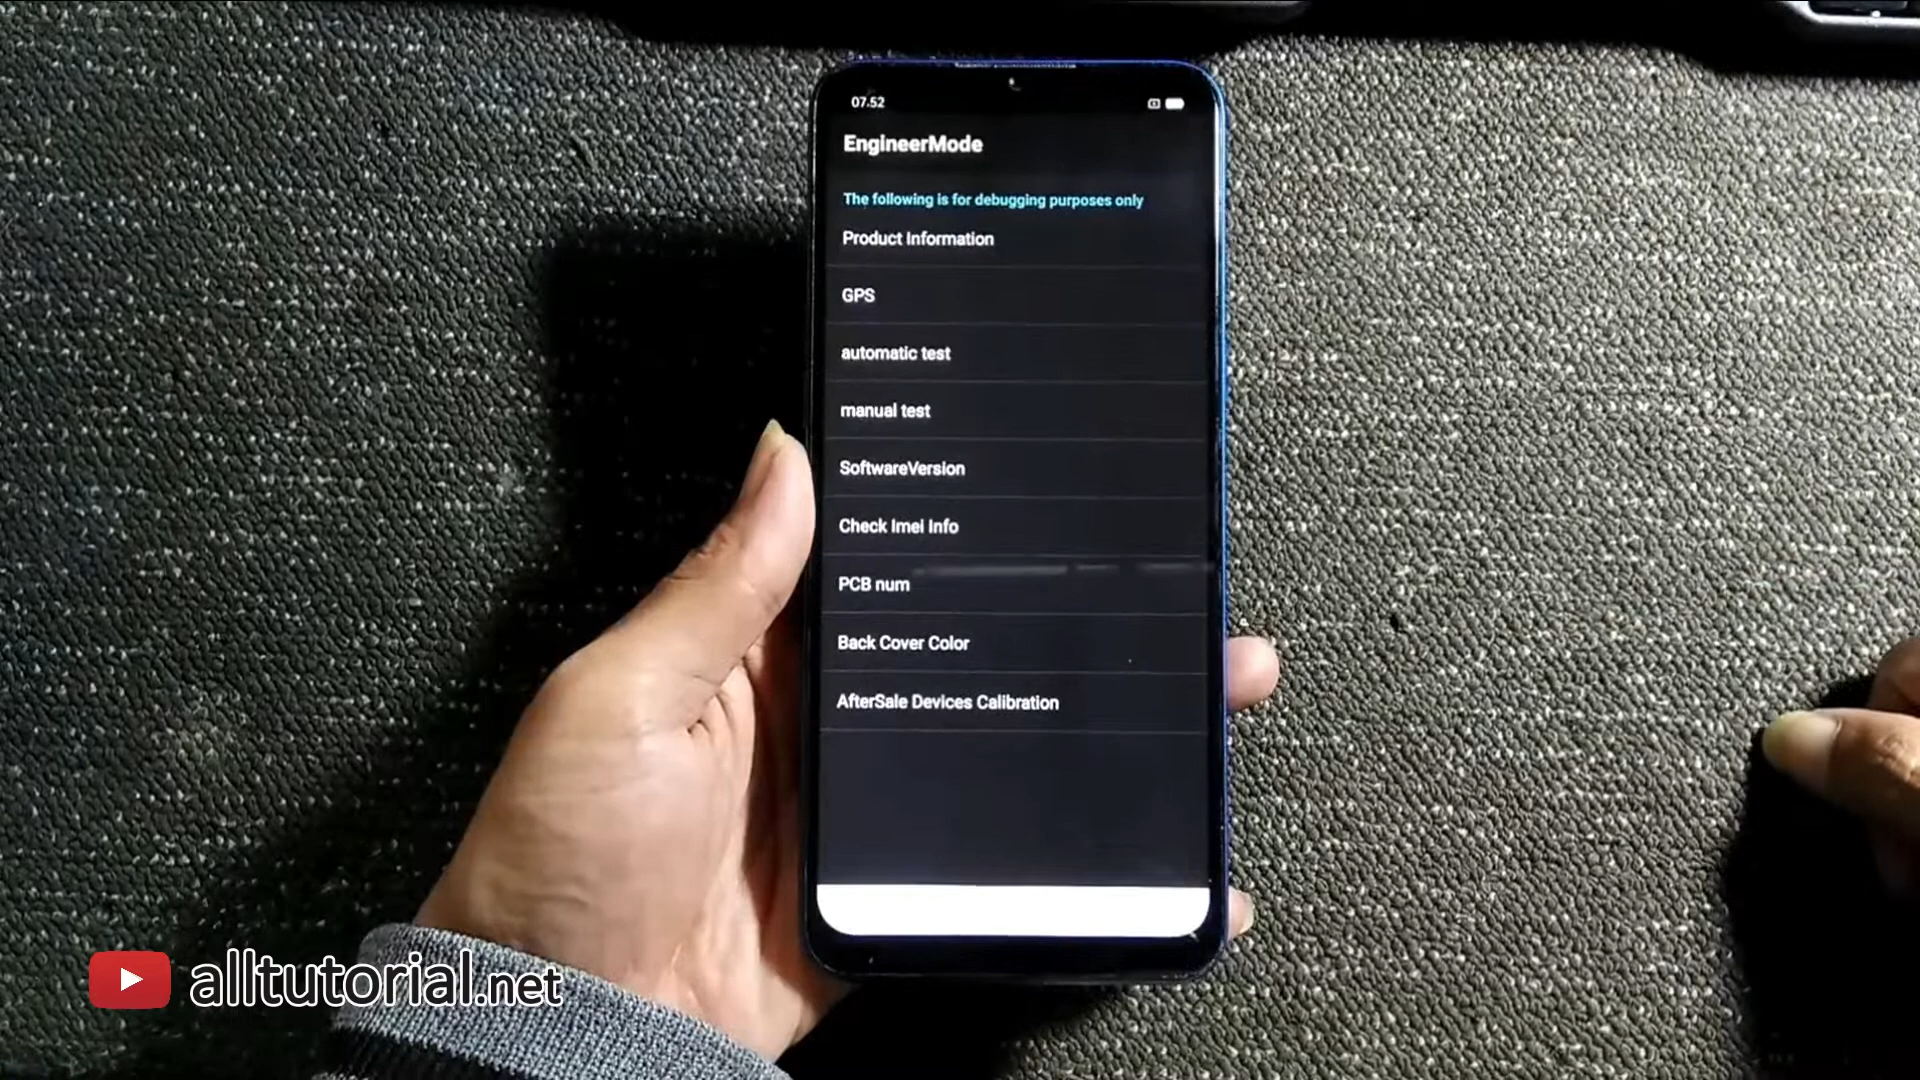 07.52
EngineerMode
The following is for debugging purposes only
Product Information
GPS
automatic test
manual test
SoftwareVersion
Check Imei Info
PCB num
Back Cover Color
AfterSale Devices Calibration
alltutorial.net